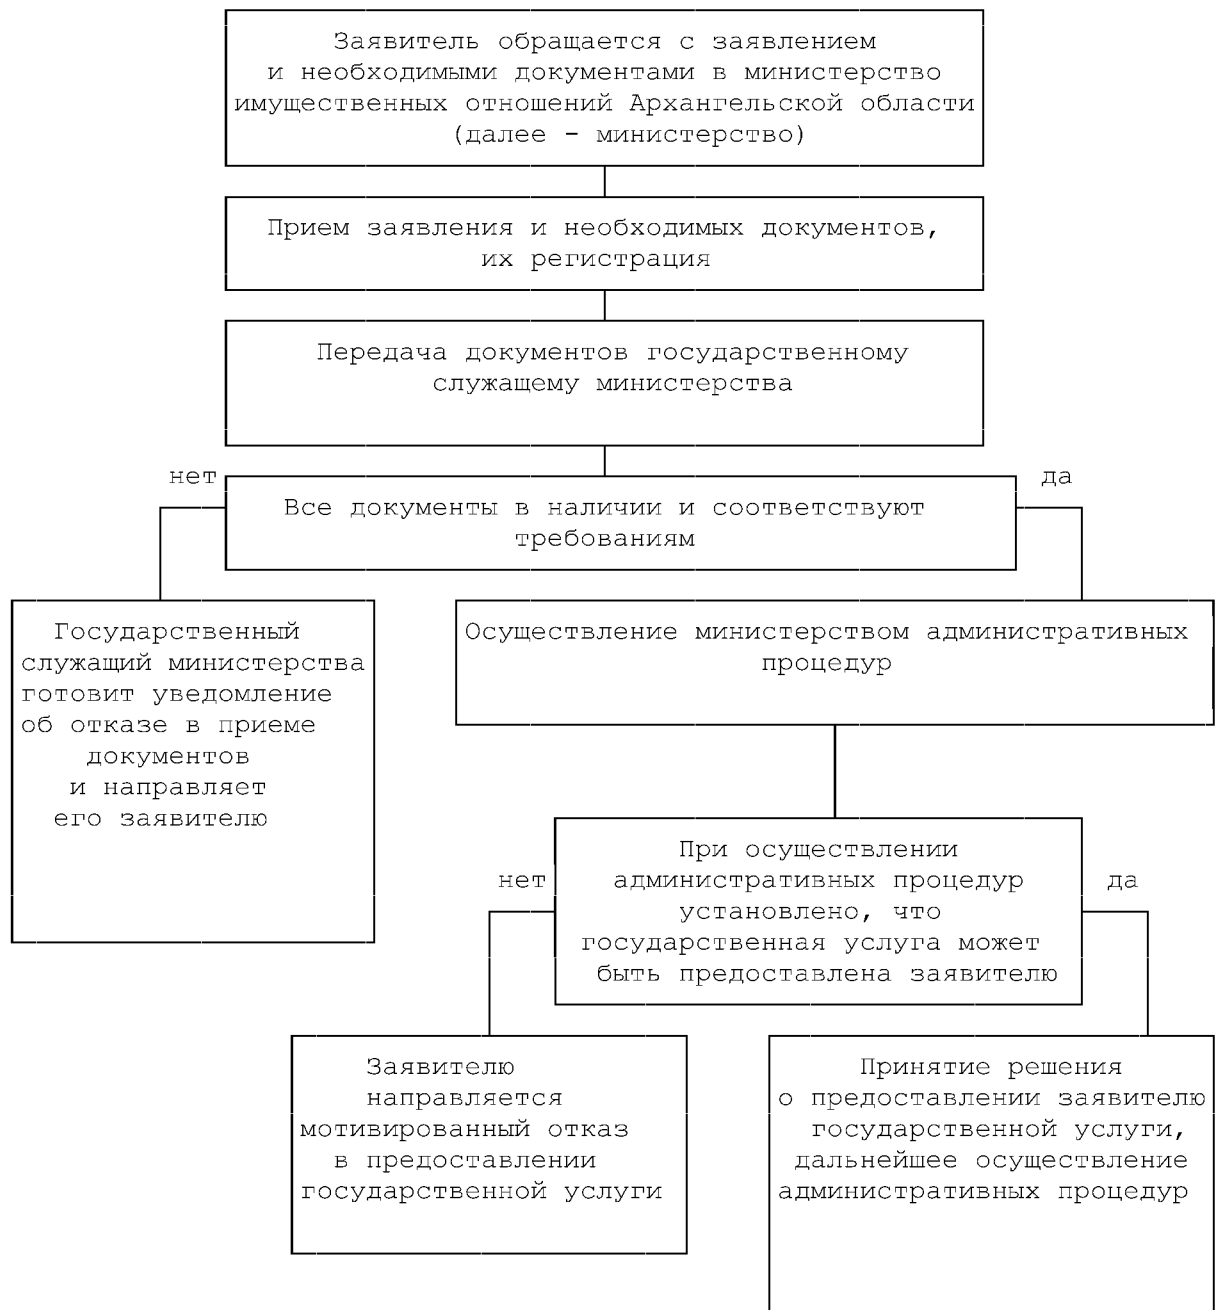 Заявитель обращается с заявлением
и необходимыми документами в министерство
имущественных отношений Архангельской области
(далее - министерство)
Прием заявления и необходимых документов,
их регистрация
Передача документов государственному
служащему министерства
нет
да
Все документы в наличии и соответствуют
требованиям
Государственный
служащий министерства
готовит уведомление
об отказе в приеме
документов
и направляет
его заявителю
Осуществление министерством административных
процедур
При осуществлении
административных процедур
установлено, что
государственная услуга может
быть предоставлена заявителю
нет
да
Заявителю
направляется
мотивированный отказ
в предоставлении
государственной услуги
Принятие решения
о предоставлении заявителю
государственной услуги,
дальнейшее осуществление
административных процедур